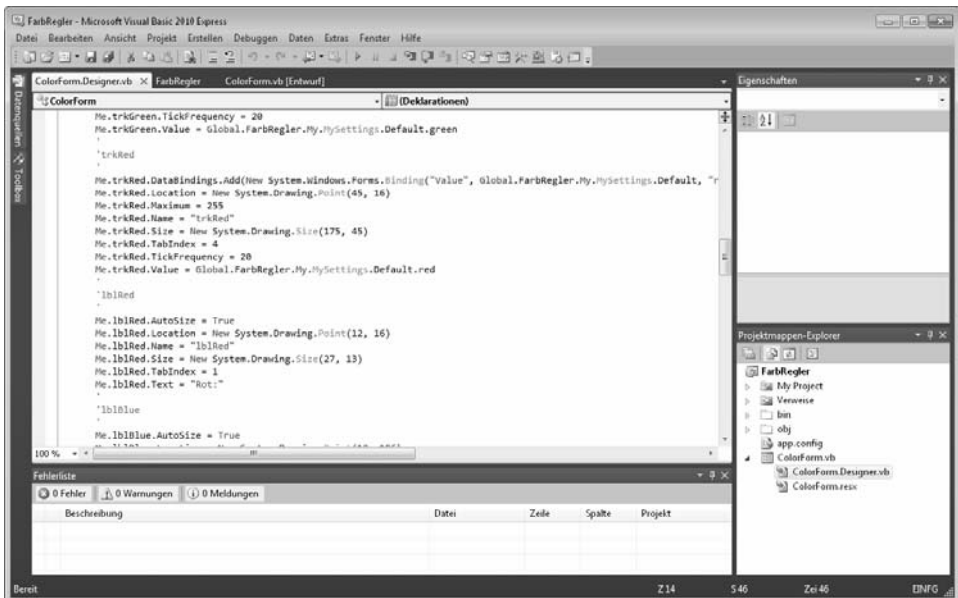 FarbRegler - Microsoft Visual Basic 2010 Express
Datei Bearbeiten Ansicht Projekt Erstellen Debuggen Daten Extras Fenster Hilfe
ColorForm.Designer.vb FarbRegler ColorForm.vb [Entwurf]
ColorForm (Deklarationen)
Datenquellen
Toolbox
Me.trkGreen.TickFrequency = 20
Me.trkGreen.Value = Global.FarbRegler.My.MySettings.Default.green
'
'trkRed
'
Me.trkRed.DataBindings.Add(New System.Windows.Forms.Binding("Value", Global.FarbRegler.My.MySettings.Default, "r
Me.trkRed.Location = New System.Drawing.Point(45, 16)
Me.trkRed.Maximum = 255
Me.trkRed.Name = "trkRed"
Me.trkRed.Size = New System.Drawing.Size(175, 45)
Me.trkRed.TabIndex = 4
Me.trkRed.TickFrequency = 20
Me.trkRed.Value = Global.FarbRegler.My.MySettings.Default.red
'
'lblRed
'
Me.lblRed.AutoSize = True
Me.lblRed.Location = New System.Drawing.Point(12, 16)
Me.lblRed.Name = "lblRed"
Me.lblRed.Size = New System.Drawing.Size(27, 13)
Me.lblRed.TabIndex = 1
Me.lblRed.Text = "Rot:"
'
'lblBlue
'
Me.lblBlue.AutoSize = True
100 %
Eigenschaften
Projektmappen-Explorer
FarbRegler
My Project
Verweise
bin
obj
app.config
ColorForm.vb
ColorForm.Designer.vb
ColorForm.resx
Fehlerliste
0 Fehler 0 Warnungen 0 Meldungen
Beschreibung Datei Zeile Spalte Projekt
Bereit Z 14 S 46 Zei 46 EINFG